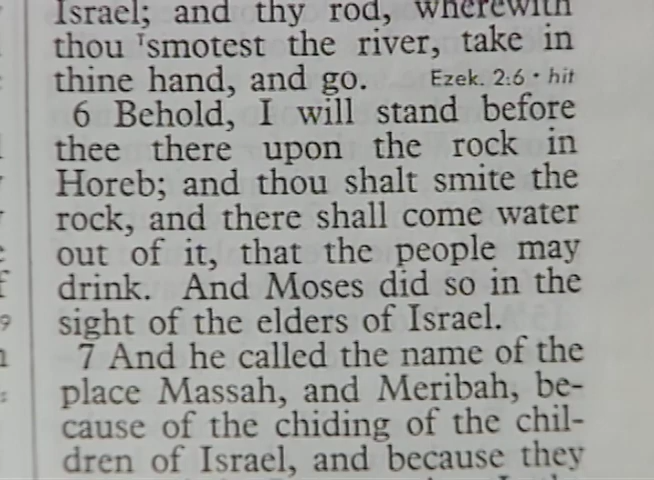 Israel; and thy rod, wherewith
thou ʳsmotest the river, take in
thine hand, and go. Ezek. 2:6 · hit
6 Behold, I will stand before
thee there upon the rock in
Horeb; and thou shalt smite the
rock, and there shall come water
out of it, that the people may
drink. And Moses did so in the
sight of the elders of Israel.
7 And he called the name of the
place Massah, and Meribah, be-
cause of the chiding of the chil-
dren of Israel, and because they